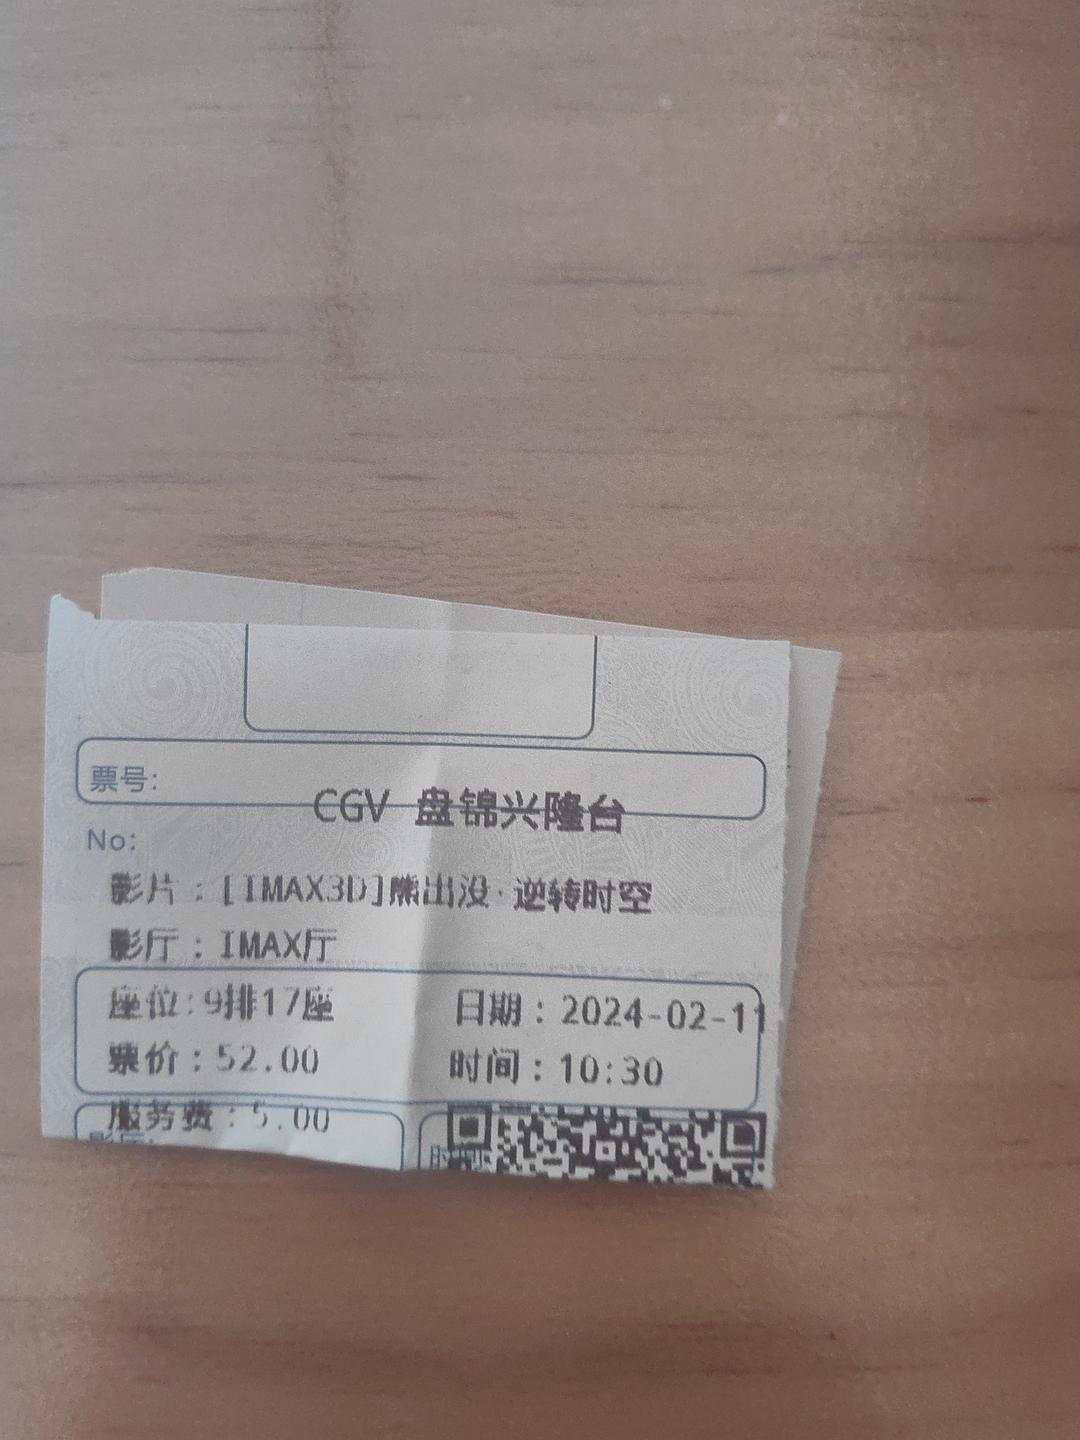 票号:
CGV 盘锦兴隆台
No:
影片：[IMAX3D]熊出没·逆转时空
影厅：IMAX厅
座位:9排17座 日期：2024-02-11
票价：52.00 时间：10:30
服务费：5.00
影厅: